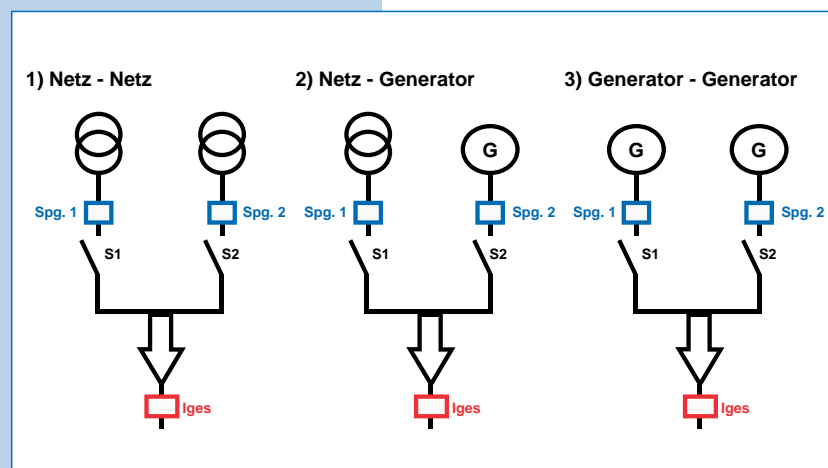 1) Netz - Netz
2) Netz - Generator
3) Generator - Generator
G
G
G
Spg. 1
Spg. 2
Spg. 1
Spg. 2
Spg. 1
Spg. 2
S1
S2
S1
S2
S1
S2
Iges
Iges
Iges